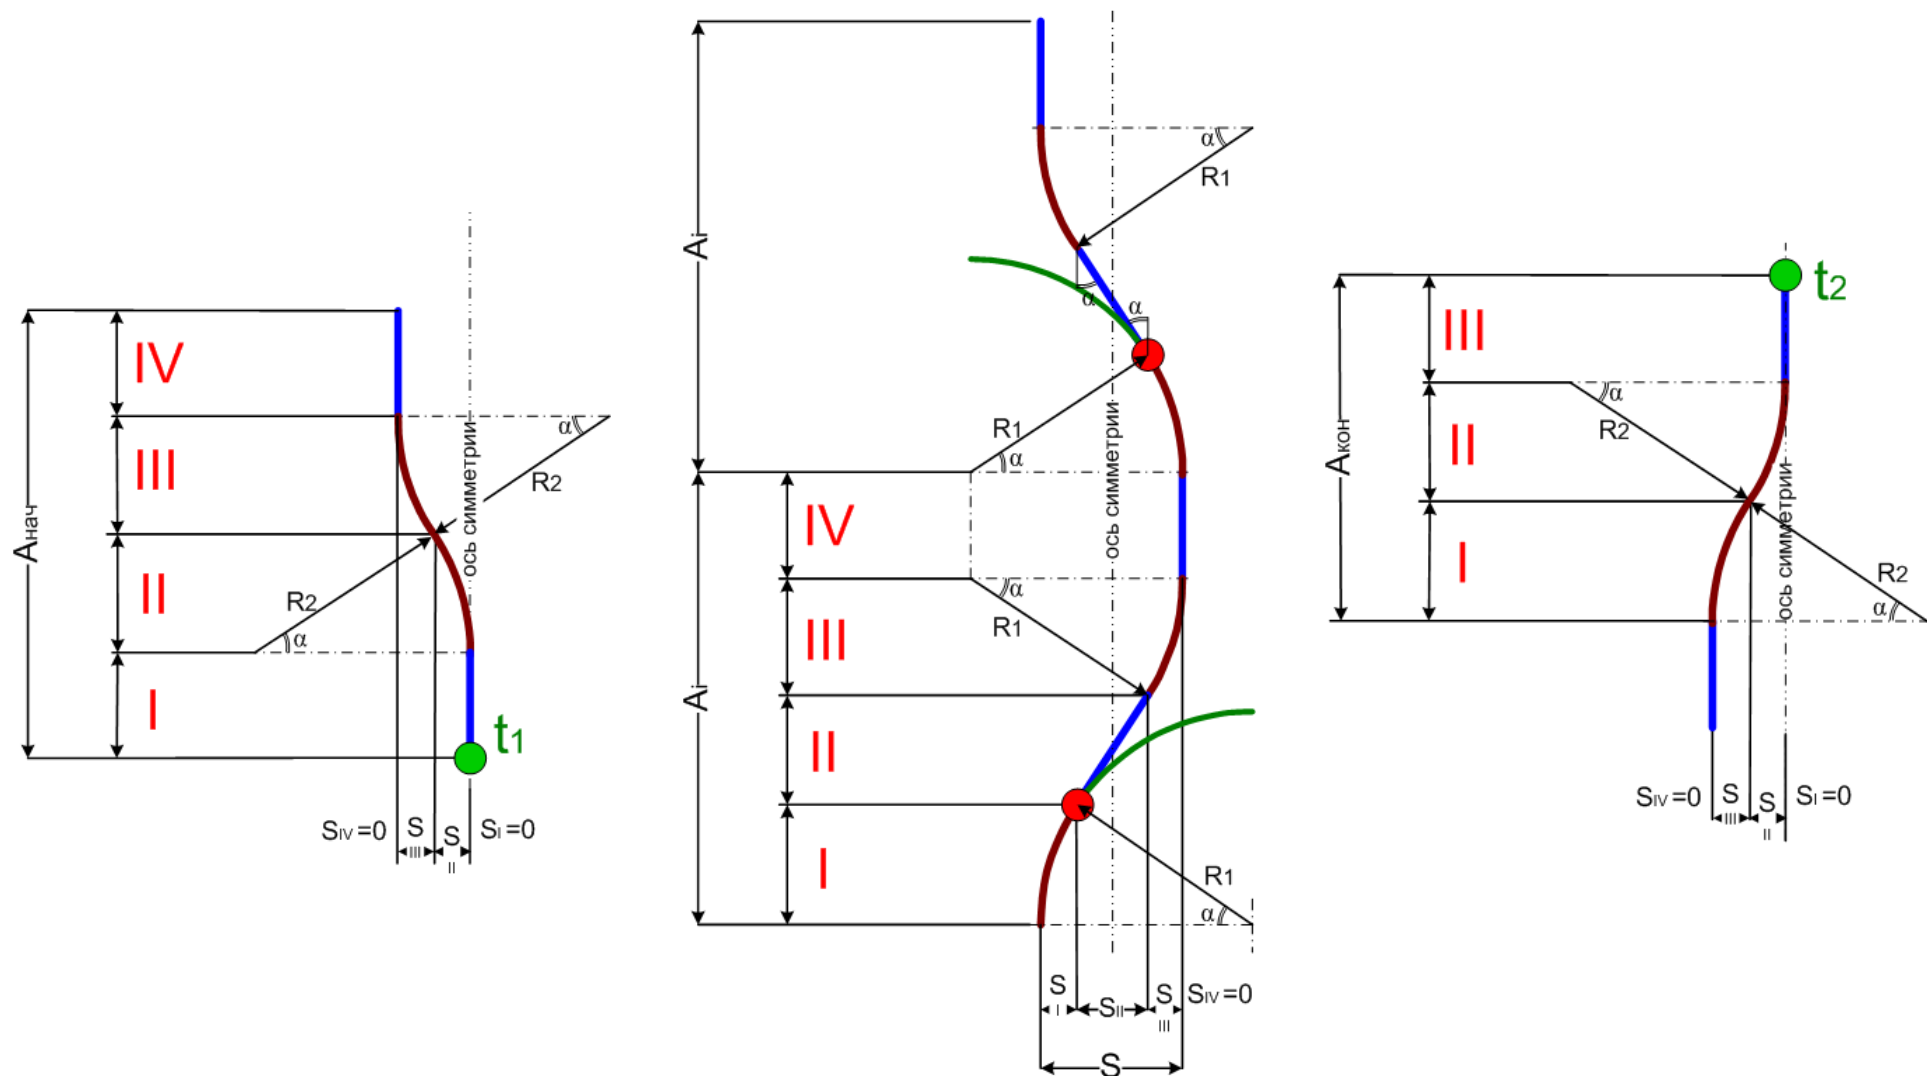 Aнач
IV
III
II
I
α
R2
R2
α
ось симметрии
t1
SIV=0
S
III
S
II
SI=0
Ai
Ai
α
R1
α
α
R1
α
ось симметрии
IV
α
III
R1
II
I
R1
α
S
I
SII
S
III
SIV=0
S
t2
Aкон
III
α
R2
II
ось симметрии
I
R2
α
SIV=0
S
III
S
II
SI=0